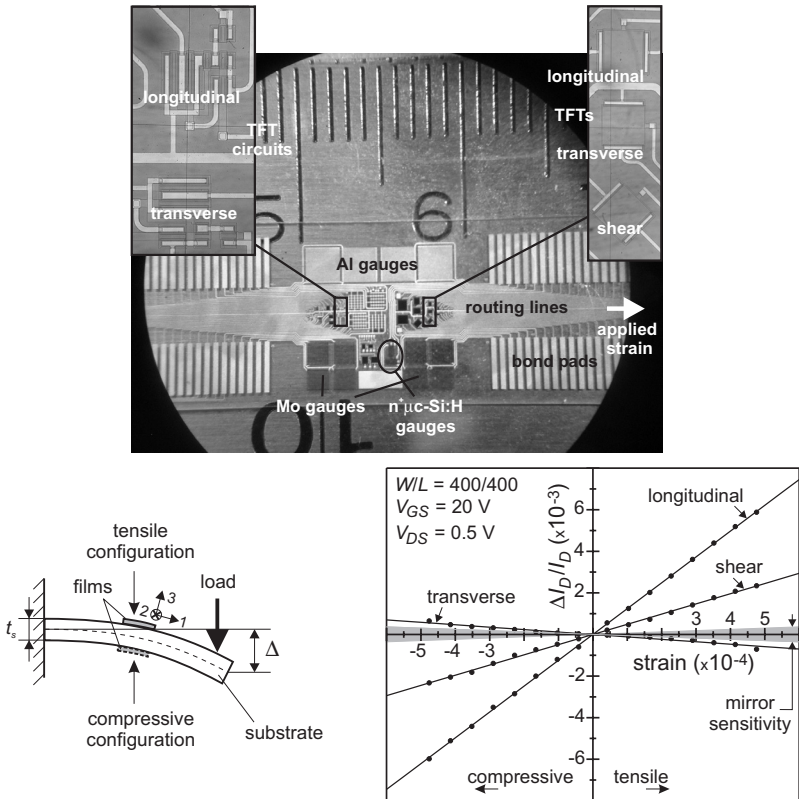 longitudinal
TFT
circuits
transverse
longitudinal
TFTs
transverse
shear
5
6
Al gauges
routing lines
applied
strain
bond pads
Mo gauges
n⁺μc-Si:H
gauges
10
tensile
configuration
films
3
2
1
load
tₛ
Δ
substrate
compressive
configuration
W/L = 400/400
V_GS = 20 V
V_DS = 0.5 V
ΔI_D/I_D (x10⁻³)
longitudinal
shear
transverse
6
4
2
-5 -4 -3 -1
1 3 4 5
strain (x10⁻⁴)
-2
-4
-6
mirror
sensitivity
compressive
tensile